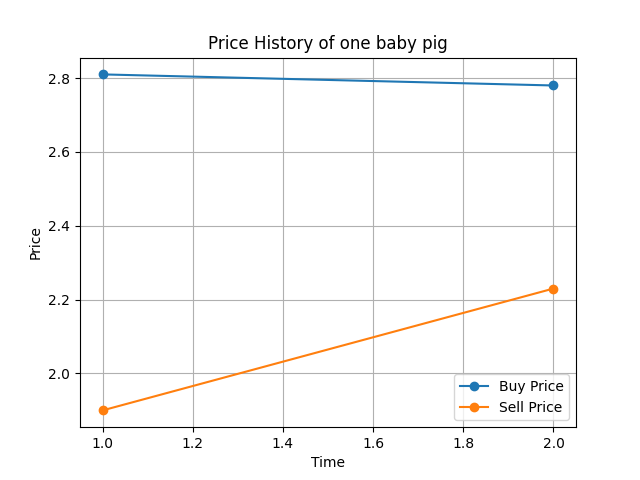 Price History of one baby pig
Price
2.8
2.6
2.4
2.2
2.0
Buy Price
Sell Price
1.0 1.2 1.4 1.6 1.8 2.0
Time